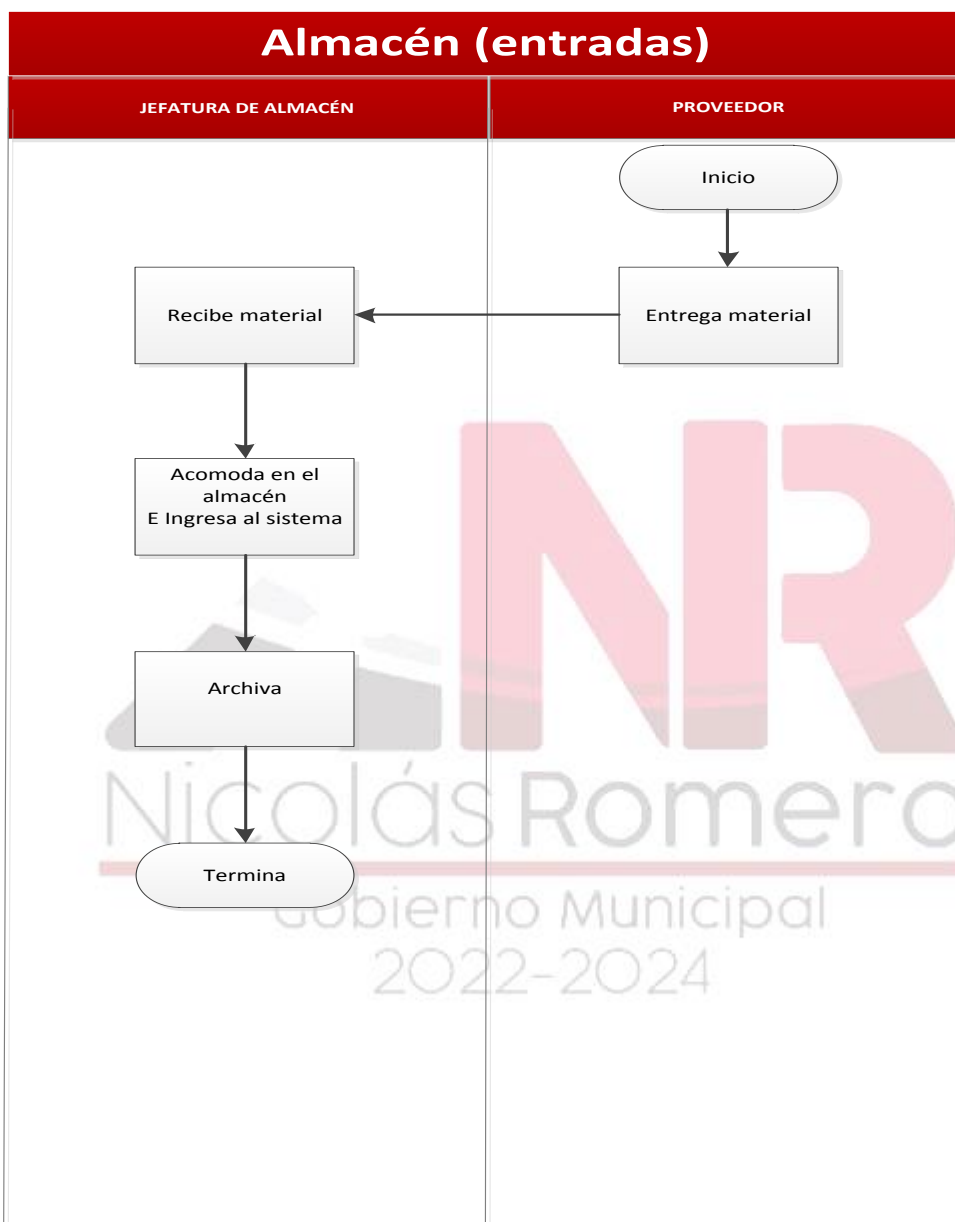 Almacén (entradas)
JEFATURA DE ALMACÉN
PROVEEDOR
Inicio
Recibe material
Entrega material
Acomoda en el
almacén
E Ingresa al sistema
Archiva
NR
Nicolás Romero
Termina
Gobierno Municipal
2022-2024